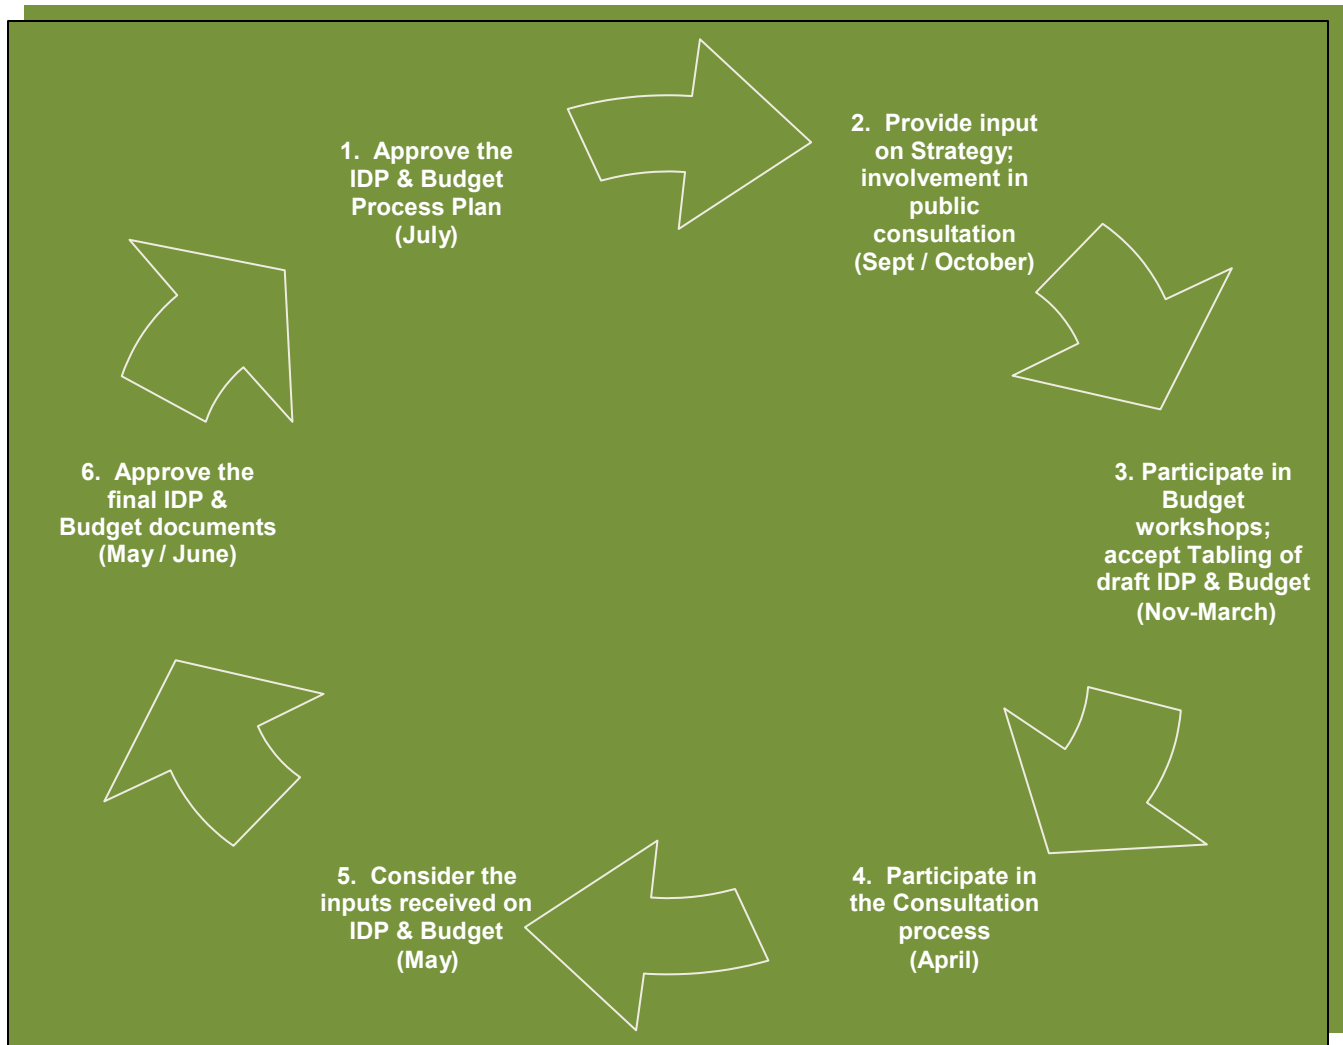 1.  Approve the
IDP & Budget
Process Plan
(July)
2.  Provide input
on Strategy;
involvement in
public
consultation
(Sept / October)
3. Participate in
Budget
workshops;
accept Tabling of
draft IDP & Budget
(Nov-March)
4.  Participate in
the Consultation
process
(April)
5.  Consider the
inputs received on
IDP & Budget
(May)
6.  Approve the
final IDP &
Budget documents
(May / June)